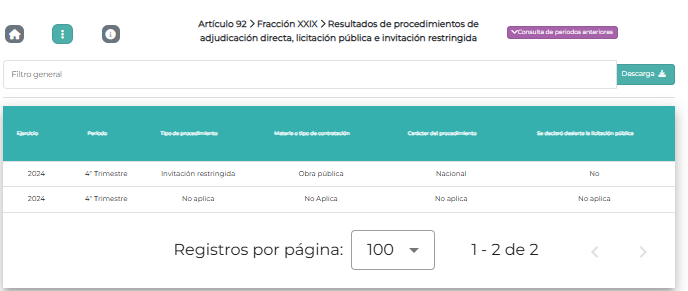 Artículo 92 > Fracción XXIX > Resultados de procedimientos de
adjudicación directa, licitación pública e invitación restringida
Consulta de periodos anteriores
Filtro general
Descarga
Ejercicio Periodo Tipo de procedimiento Materia o tipo de contratación Carácter del procedimiento Se declaró desierta la licitación pública
2024 4° Trimestre Invitación restringida Obra pública Nacional No
2024 4° Trimestre No aplica No Aplica No aplica No aplica
Registros por página: 100 1 - 2 de 2